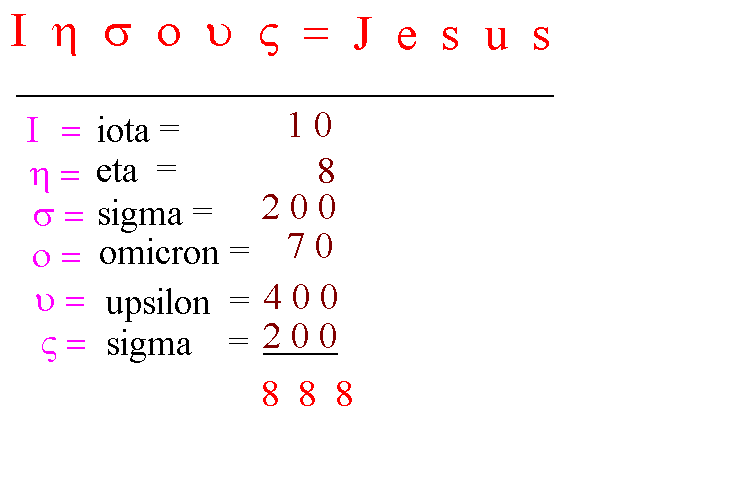 Ι η σ ο υ ς = J e s u s
Ι = iota = 1 0
η = eta = 8
σ = sigma = 2 0 0
ο = omicron = 7 0
υ = upsilon = 4 0 0
ς = sigma = 2 0 0
8 8 8